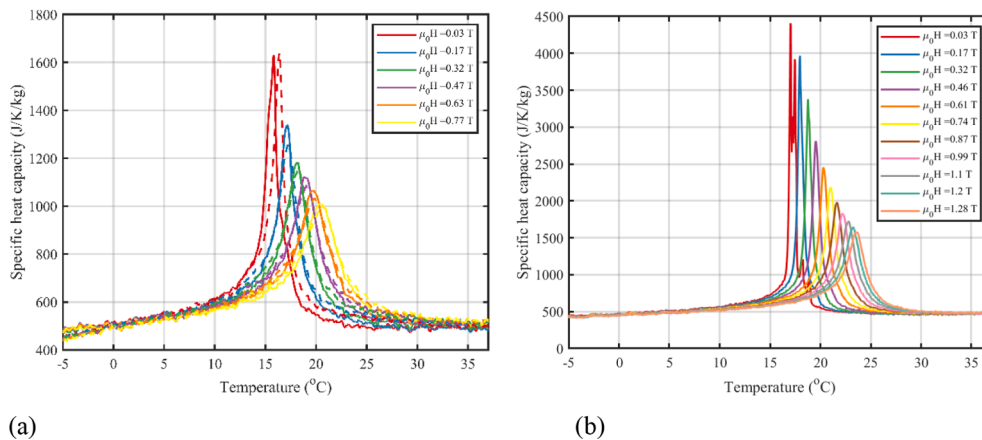 1800
1600
1400
1200
1000
800
600
400
-5 0 5 10 15 20 25 30 35
Specific heat capacity (J/K/kg)
Temperature (°C)
μ0H =0.03 T
μ0H =0.17 T
μ0H =0.32 T
μ0H =0.47 T
μ0H =0.63 T
μ0H =0.77 T
(a)
4500
4000
3500
3000
2500
2000
1500
1000
500
0
-5 0 5 10 15 20 25 30 35
Specific heat capacity (J/K/kg)
Temperature (°C)
μ0H =0.03 T
μ0H =0.17 T
μ0H =0.32 T
μ0H =0.46 T
μ0H =0.61 T
μ0H =0.74 T
μ0H =0.87 T
μ0H =0.99 T
μ0H =1.1 T
μ0H =1.2 T
μ0H =1.28 T
(b)